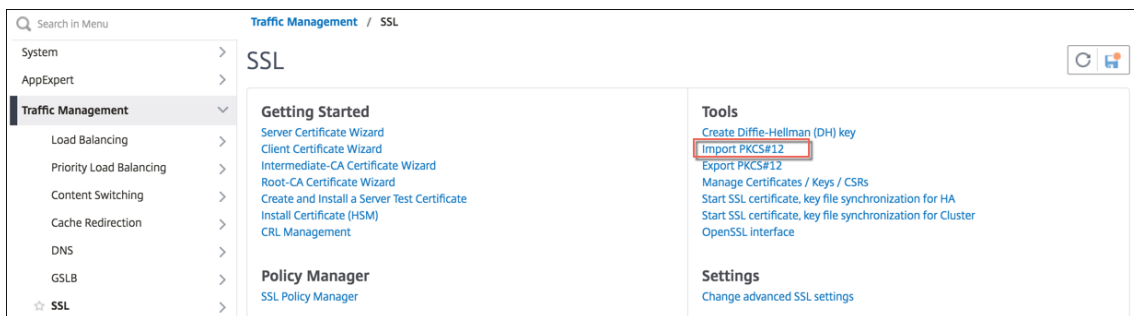 Search in Menu
System
AppExpert
Traffic Management
Load Balancing
Priority Load Balancing
Content Switching
Cache Redirection
DNS
GSLB
SSL
Traffic Management / SSL
SSL
Getting Started
Server Certificate Wizard
Client Certificate Wizard
Intermediate-CA Certificate Wizard
Root-CA Certificate Wizard
Create and Install a Server Test Certificate
Install Certificate (HSM)
CRL Management
Policy Manager
SSL Policy Manager
Tools
Create Diffie-Hellman (DH) key
Import PKCS#12
Export PKCS#12
Manage Certificates / Keys / CSRs
Start SSL certificate, key file synchronization for HA
Start SSL certificate, key file synchronization for Cluster
OpenSSL interface
Settings
Change advanced SSL settings